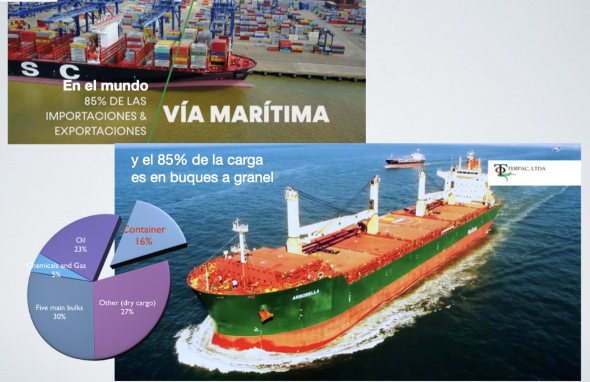 S C
En el mundo
85% DE LAS
IMPORTACIONES &
EXPORTACIONES
VÍA MARÍTIMA
y el 85% de la carga
es en buques a granel
TERPAC, LTDA
Container
16%
Oil
23%
Chemicals and Gas
5%
Five main bulks
30%
Other (dry cargo)
27%